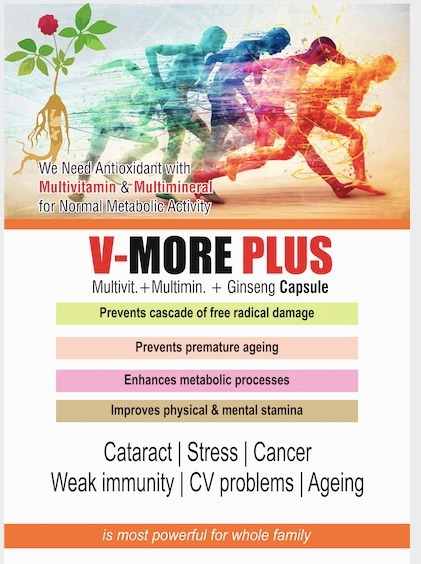 We Need Antioxidant with
Multivitamin & Multimineral
for Normal Metabolic Activity
V-MORE PLUS
Multivit.+Multimin. + Ginseng Capsule
Prevents cascade of free radical damage
Prevents premature ageing
Enhances metabolic processes
Improves physical & mental stamina
Cataract | Stress | Cancer
Weak immunity | CV problems | Ageing
is most powerful for whole family